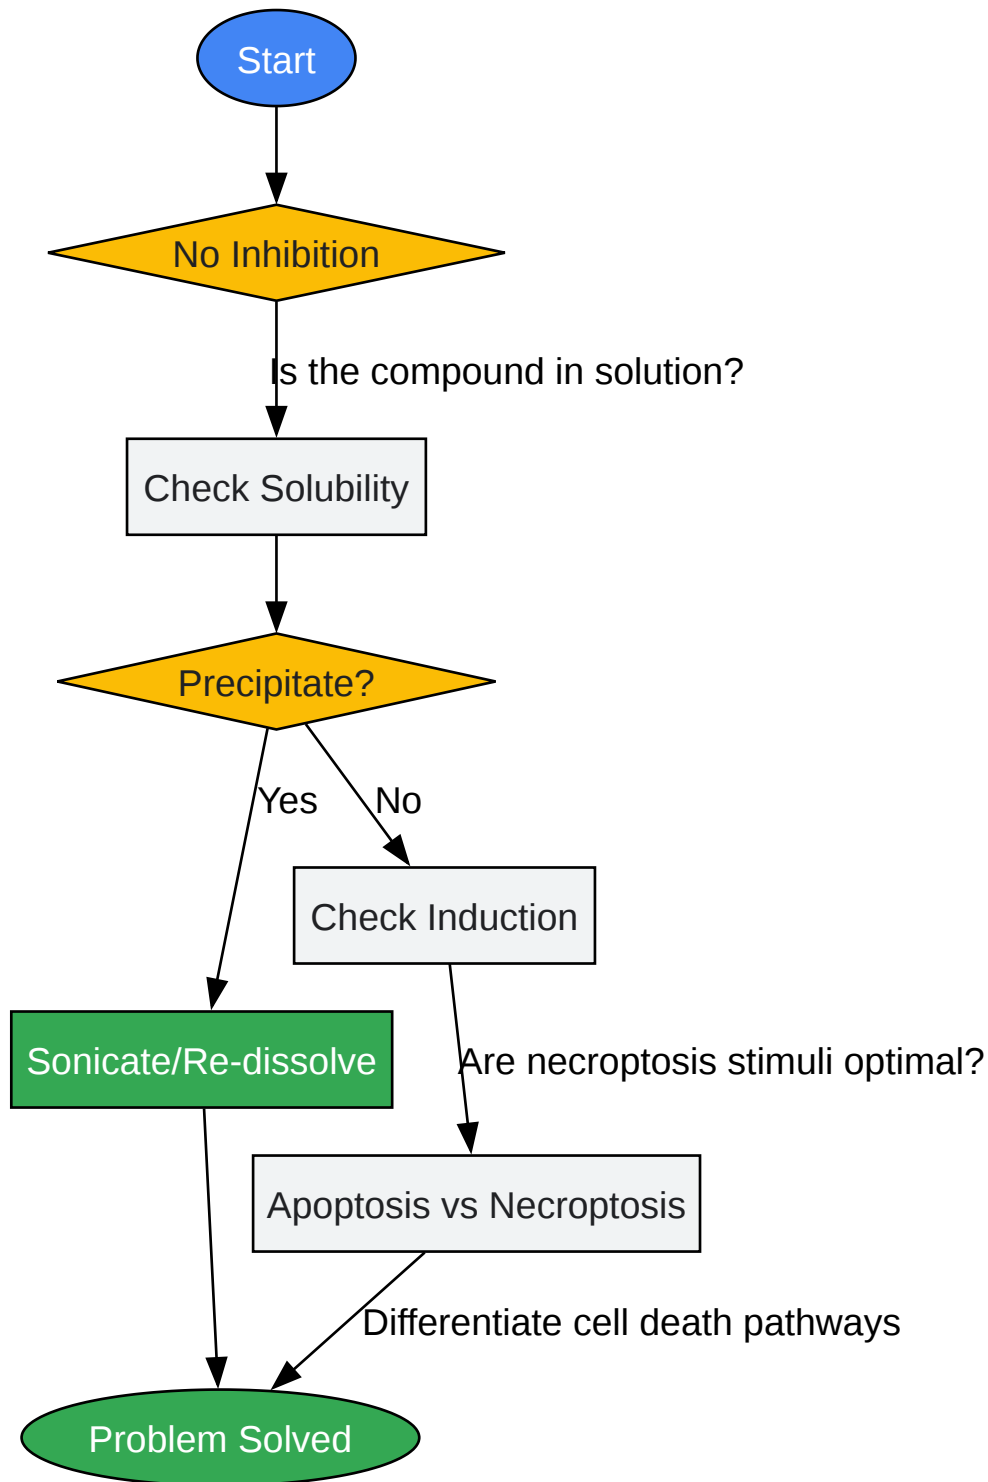 Start
No Inhibition
Is the compound in solution?
Check Solubility
Precipitate?
Yes
No
Check Induction
Sonicate/Re-dissolve
Are necroptosis stimuli optimal?
Apoptosis vs Necroptosis
Differentiate cell death pathways
Problem Solved